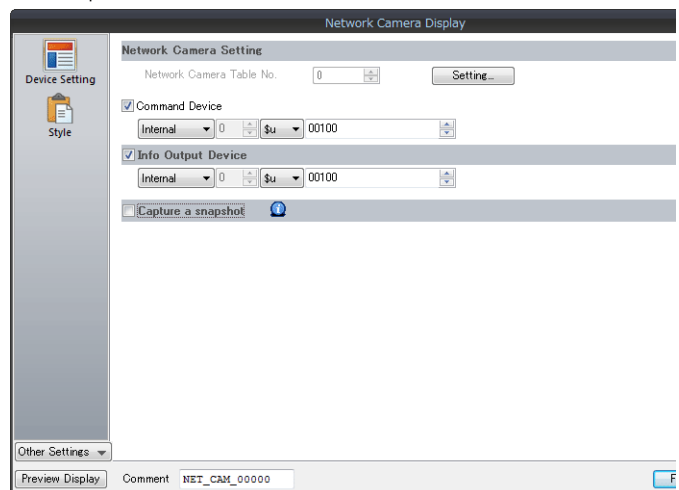 Network Camera Display
Device Setting
Style
Network Camera Setting
Network Camera Table No. 0 Setting...
Command Device
Internal 0 $u 00100
Info Output Device
Internal 0 $u 00100
Capture a snapshot
Other Settings
Preview Display Comment NET_CAM_00000 F